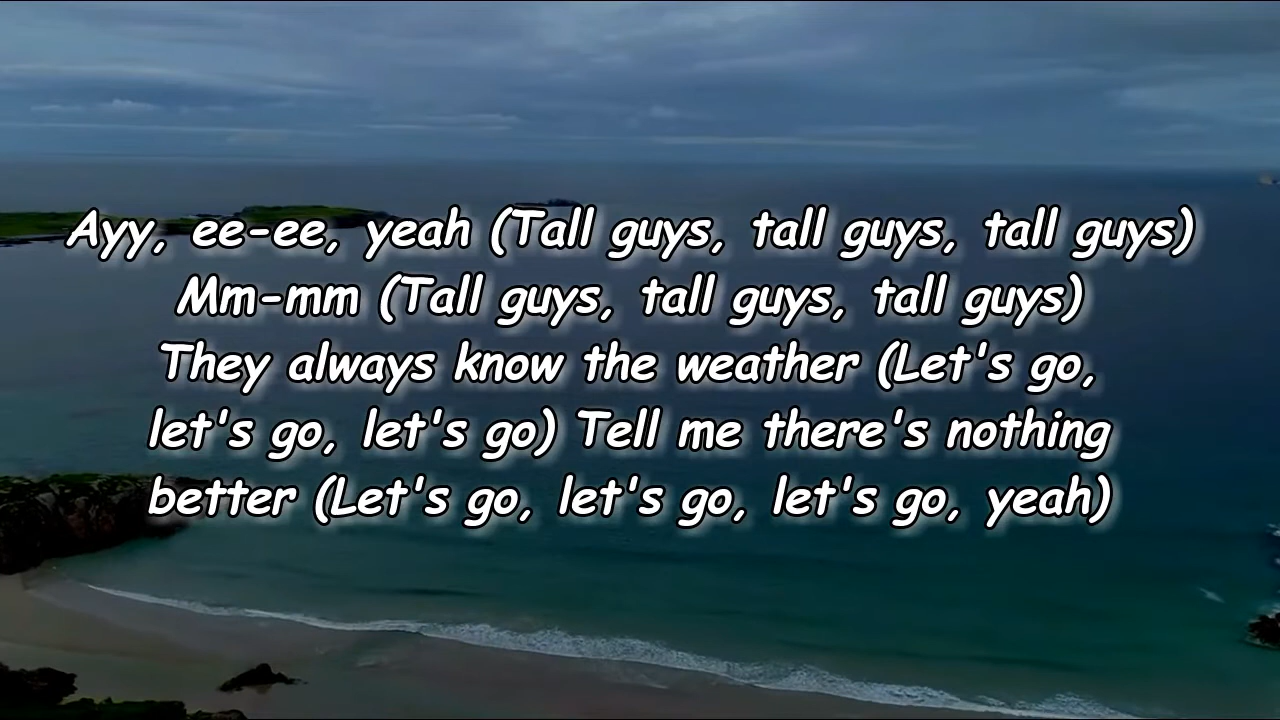 Ayy, ee-ee, yeah (Tall guys, tall guys, tall guys)
Mm-mm (Tall guys, tall guys, tall guys)
They always know the weather (Let's go,
let's go, let's go) Tell me there's nothing
better (Let's go, let's go, let's go, yeah)